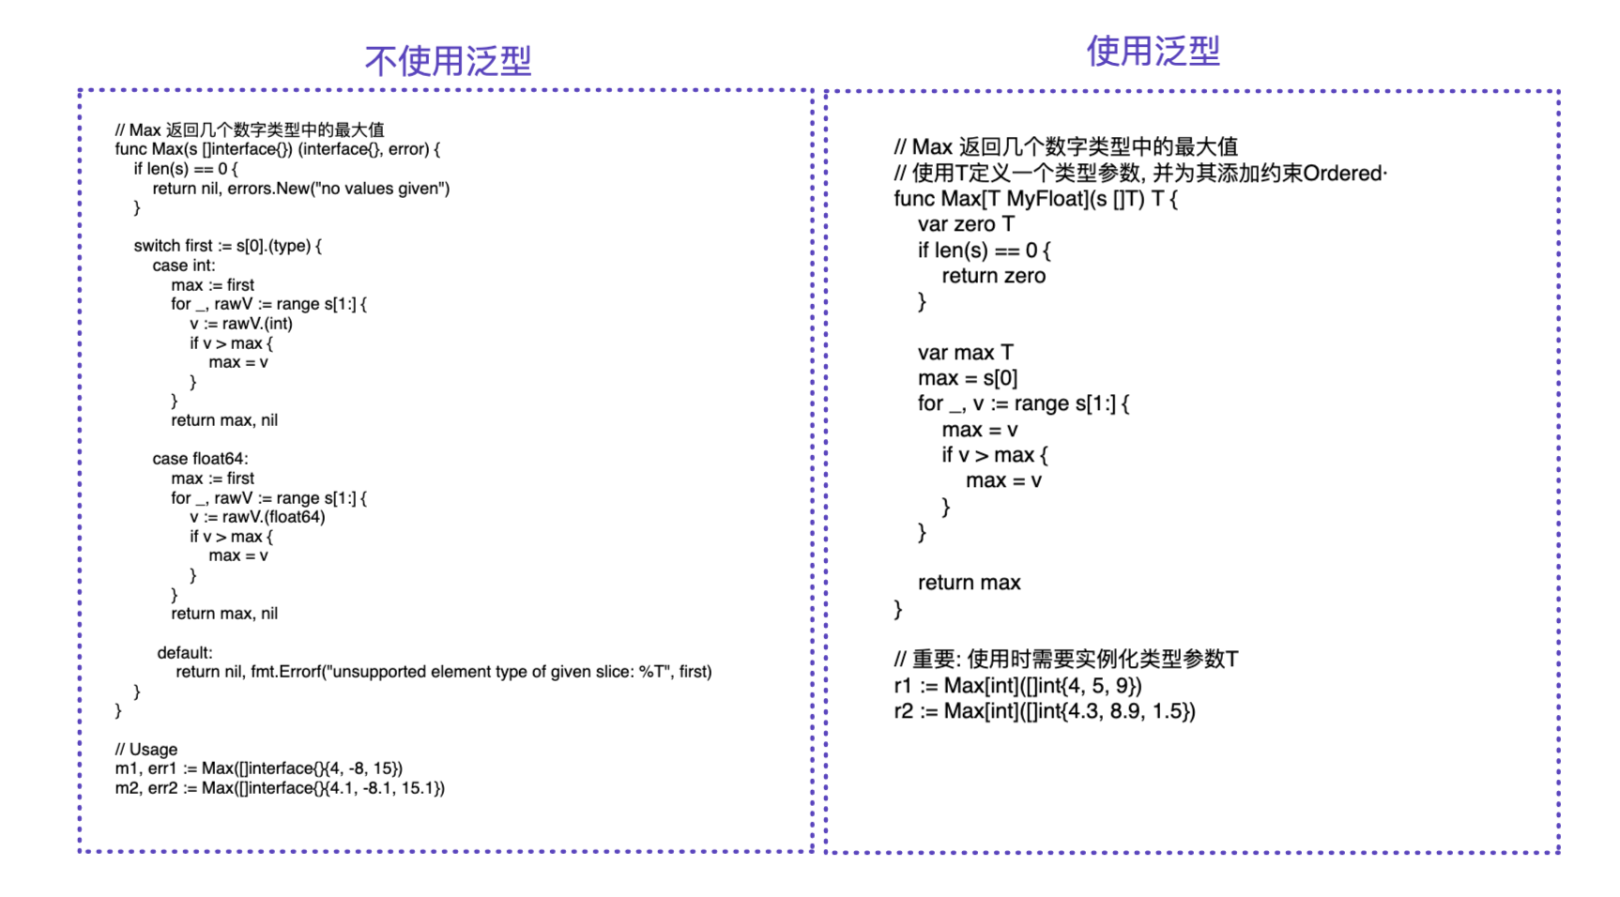 不使用泛型
// Max 返回几个数字类型中的最大值
func Max(s []interface{}) (interface{}, error) {
if len(s) == 0 {
return nil, errors.New("no values given")
}
switch first := s[0].(type) {
case int:
max := first
for _, rawV := range s[1:] {
v := rawV.(int)
if v > max {
max = v
}
}
return max, nil
case float64:
max := first
for _, rawV := range s[1:] {
v := rawV.(float64)
if v > max {
max = v
}
}
return max, nil
default:
return nil, fmt.Errorf("unsupported element type of given slice: %T", first)
}
}
// Usage
m1, err1 := Max([]interface{}{4, -8, 15})
m2, err2 := Max([]interface{}{4.1, -8.1, 15.1})
使用泛型
// Max 返回几个数字类型中的最大值
// 使用T定义一个类型参数, 并为其添加约束Ordered·
func Max[T MyFloat](s []T) T {
var zero T
if len(s) == 0 {
return zero
}
var max T
max = s[0]
for _, v := range s[1:] {
max = v
if v > max {
max = v
}
}
return max
}
// 重要: 使用时需要实例化类型参数T
r1 := Max[int]([]int{4, 5, 9})
r2 := Max[int]([]int{4.3, 8.9, 1.5})